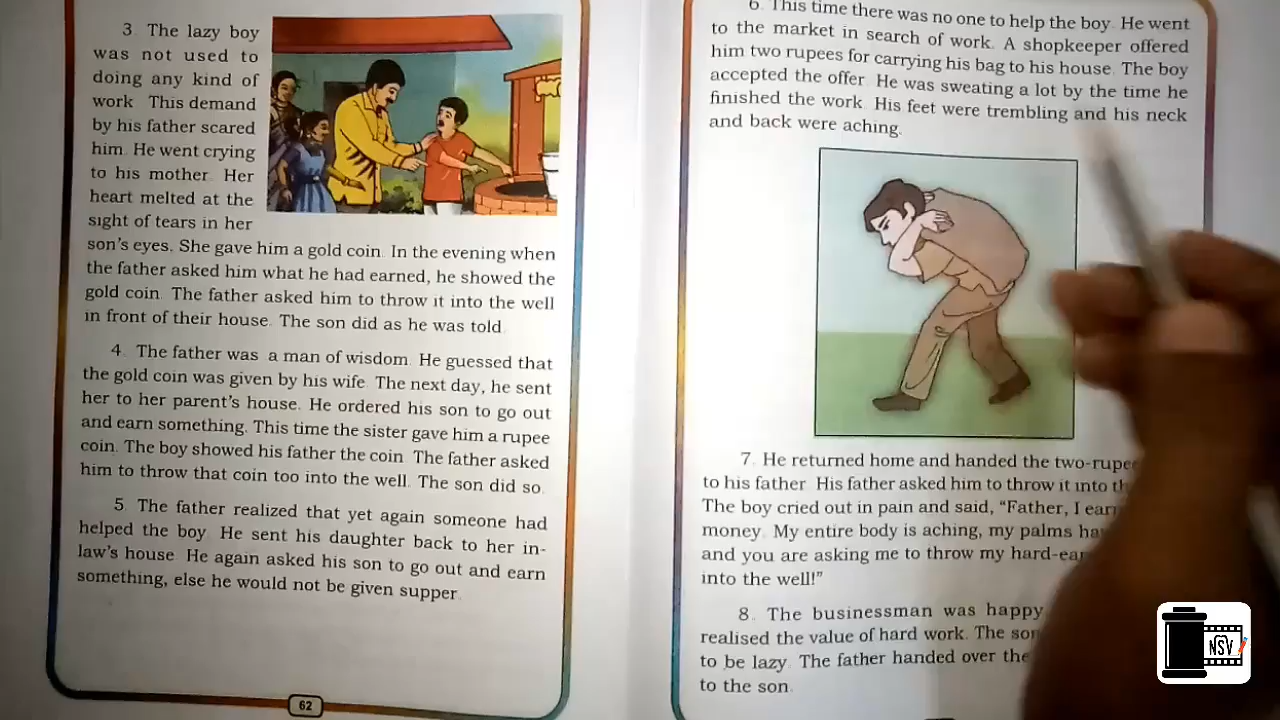 3. The lazy boy
was not used to
doing any kind of
work. This demand
by his father scared
him. He went crying
to his mother. Her
heart melted at the
sight of tears in her
son's eyes. She gave him a gold coin. In the evening when
the father asked him what he had earned, he showed the
gold coin. The father asked him to throw it into the well
in front of their house. The son did as he was told.
4. The father was a man of wisdom. He guessed that
the gold coin was given by his wife. The next day, he sent
her to her parent's house. He ordered his son to go out
and earn something. This time the sister gave him a rupee
coin. The boy showed his father the coin. The father asked
him to throw that coin too into the well. The son did so.
5. The father realized that yet again someone had
helped the boy. He sent his daughter back to her in-
law's house. He again asked his son to go out and earn
something, else he would not be given supper.
62
6. This time there was no one to help the boy. He went
to the market in search of work. A shopkeeper offered
him two rupees for carrying his bag to his house. The boy
accepted the offer. He was sweating a lot by the time he
finished the work. His feet were trembling and his neck
and back were aching.
7. He returned home and handed the two-rupee
to his father. His father asked him to throw it into
The boy cried out in pain and said, "Father, I
money. My entire body is aching, my palms
and you are asking me to throw my
into the well!"
8. The businessman was happy
realised the value of hard work. The
to be lazy. The father handed over the
to the son.
NSV